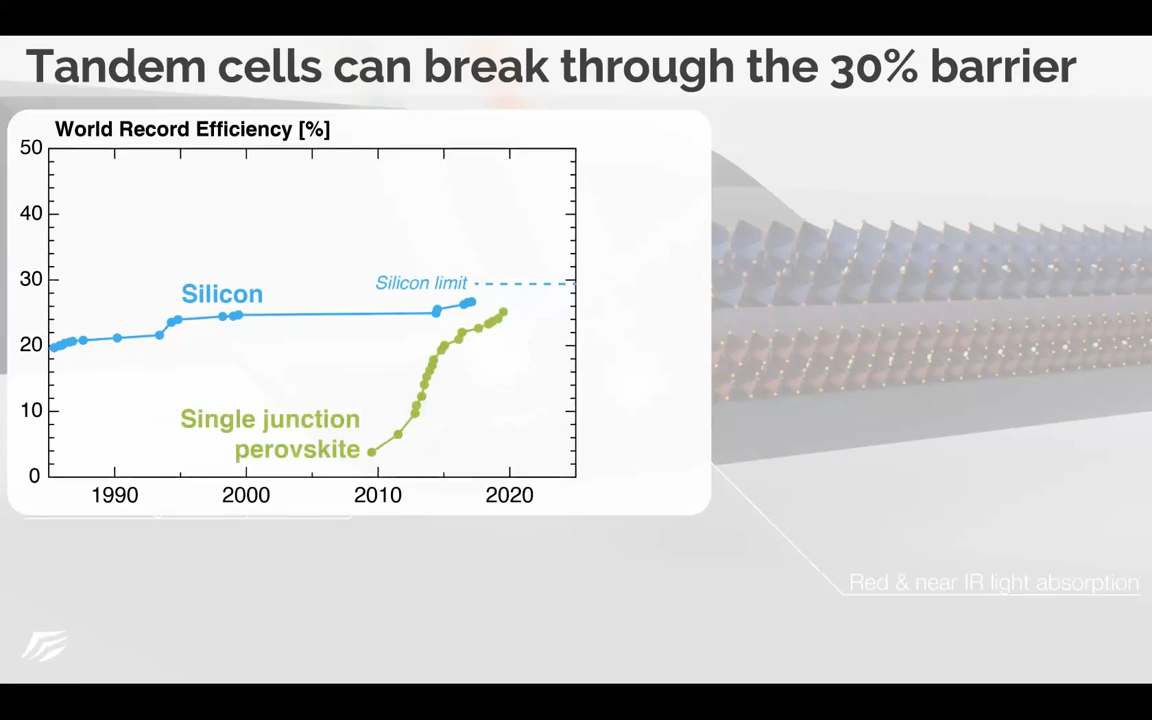 Tandem cells can break through the 30% barrier
World Record Efficiency [%]
50
40
30
20
10
0
Silicon limit
Silicon
Single junction
perovskite
1990
2000
2010
2020
Red & near IR light absorption